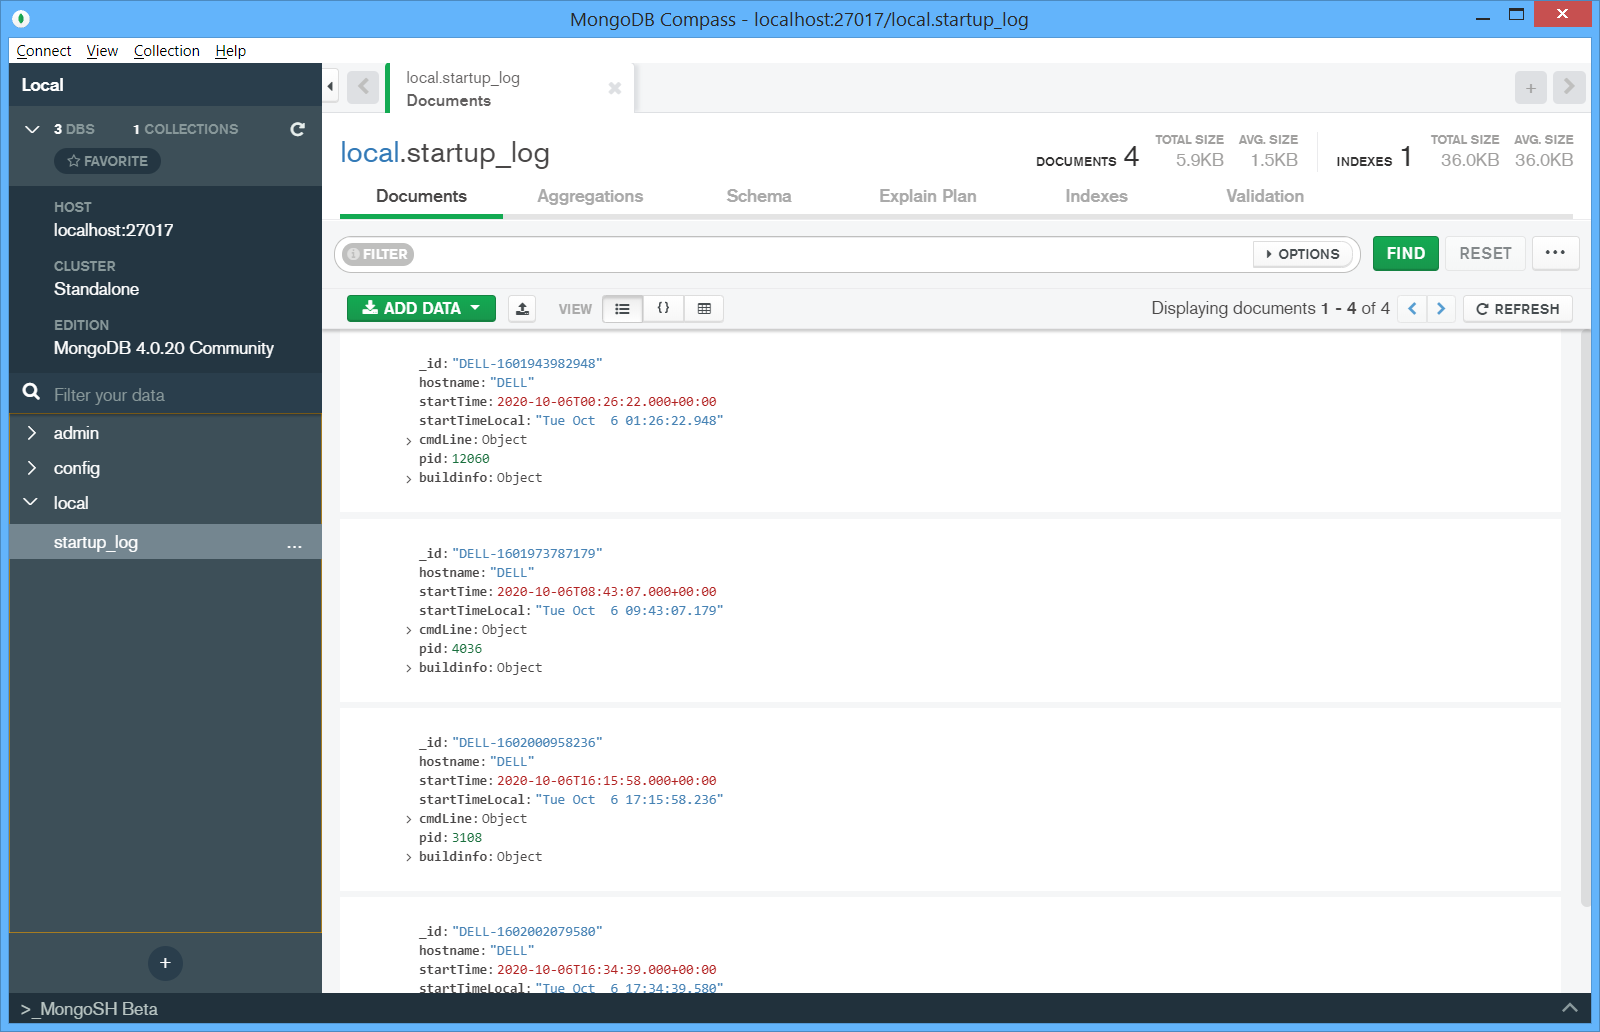 MongoDB Compass - localhost:27017/local.startup_log
Connect View Collection Help
Local
3 DBS 1 COLLECTIONS
FAVORITE
HOST
localhost:27017
CLUSTER
Standalone
EDITION
MongoDB 4.0.20 Community
Filter your data
admin
config
local
startup_log ...
+
local.startup_log
Documents
+
local.startup_log
DOCUMENTS 4
TOTAL SIZE AVG. SIZE
5.9KB 1.5KB
INDEXES 1
TOTAL SIZE AVG. SIZE
36.0KB 36.0KB
Documents Aggregations Schema Explain Plan Indexes Validation
FILTER OPTIONS FIND RESET ...
ADD DATA VIEW {} Displaying documents 1 - 4 of 4 REFRESH
_id: "DELL-1601943982948"
hostname: "DELL"
startTime: 2020-10-06T00:26:22.000+00:00
startTimeLocal: "Tue Oct  6 01:26:22.948"
cmdLine: Object
pid: 12060
buildinfo: Object
_id: "DELL-1601973787179"
hostname: "DELL"
startTime: 2020-10-06T08:43:07.000+00:00
startTimeLocal: "Tue Oct  6 09:43:07.179"
cmdLine: Object
pid: 4036
buildinfo: Object
_id: "DELL-1602000958236"
hostname: "DELL"
startTime: 2020-10-06T16:15:58.000+00:00
startTimeLocal: "Tue Oct  6 17:15:58.236"
cmdLine: Object
pid: 3108
buildinfo: Object
_id: "DELL-1602002079580"
hostname: "DELL"
startTime: 2020-10-06T16:34:39.000+00:00
startTimeLocal: "Tue Oct  6 17:34:39.580"
>_MongoSH Beta